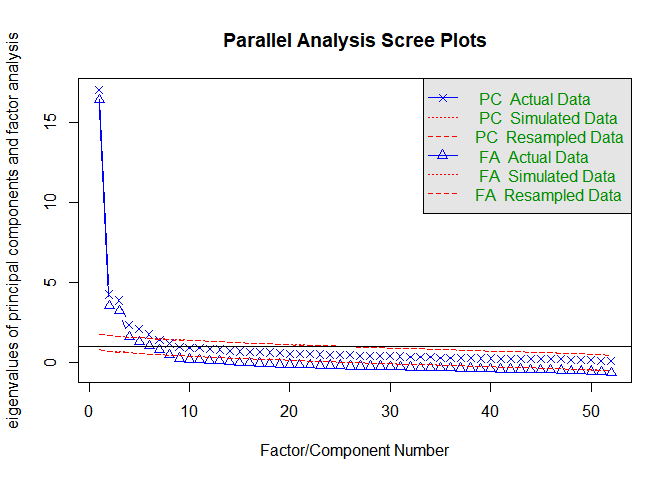 Parallel Analysis Scree Plots
eigenvalues of principal components and factor analysis
15
10
5
0
PC Actual Data
PC Simulated Data
PC Resampled Data
FA Actual Data
FA Simulated Data
FA Resampled Data
0 10 20 30 40 50
Factor/Component Number